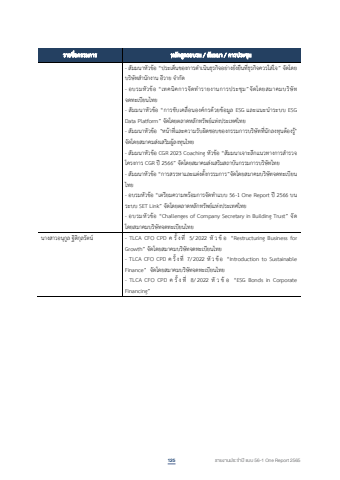 รายชื่อกรรมการ
หลักสูตรอบรม / สัมมนา / การประชุม
- สัมมนาหัวข้อ "ประเด็นของการดำเนินธุรกิจอย่างยั่งยืนที่ธุรกิจควรใส่ใจ" จัดโดย
บริษัทสำนักงาน อีวาย จำกัด
- อบรมหัวข้อ "เทคนิคการจัดทำรายงานการประชุม"จัดโดยสมาคมบริษัท
จดทะเบียนไทย
- สัมมนาหัวข้อ "การขับเคลื่อนองค์กรด้วยข้อมูล ESG และแนะนำระบบ ESG
Data Platform" จัดโดยตลาดหลักทรัพย์แห่งประเทศไทย
- สัมมนาหัวข้อ "หน้าที่และความรับผิดชอบของกรรมการบริษัทที่นักลงทุนต้องรู้"
จัดโดยสมาคมส่งเสริมผู้ลงทุนไทย
- สัมมนาหัวข้อ CGR 2023 Coaching หัวข้อ "สัมมนาเจาะลึกแนวทางการสำรวจ
โครงการ CGR ปี 2566" จัดโดยสมาคมส่งเสริมสถาบันกรรมการบริษัทไทย
- สัมมนาหัวข้อ "การสรรหาและแต่งตั้งกรรมการ"จัดโดยสมาคมบริษัทจดทะเบียน
ไทย
- อบรมหัวข้อ "เตรียมความพร้อมการจัดทำแบบ 56-1 One Report ปี 2566 บน
ระบบ SET Link" จัดโดยตลาดหลักทรัพย์แห่งประเทศไทย
- อบรมหัวข้อ "Challenges of Company Secretary in Building Trust" จัด
โดยสมาคมบริษัทจดทะเบียนไทย
- TLCA CFO CPD ครั้งที่ 5/2022 หัวข้อ "Restructuring Business for
Growth" จัดโดยสมาคมบริษัทจดทะเบียนไทย
- TLCA CFO CPD ครั้งที่ 7/2022 หัวข้อ "Introduction to Sustainable
Finance" จัดโดยสมาคมบริษัทจดทะเบียนไทย
- TLCA CFO CPD ครั้งที่ 8/2022 หัวข้อ "ESG Bonds in Corporate
Financing"
125
รายงานประจำปี แบบ 56-1 One Report 2565